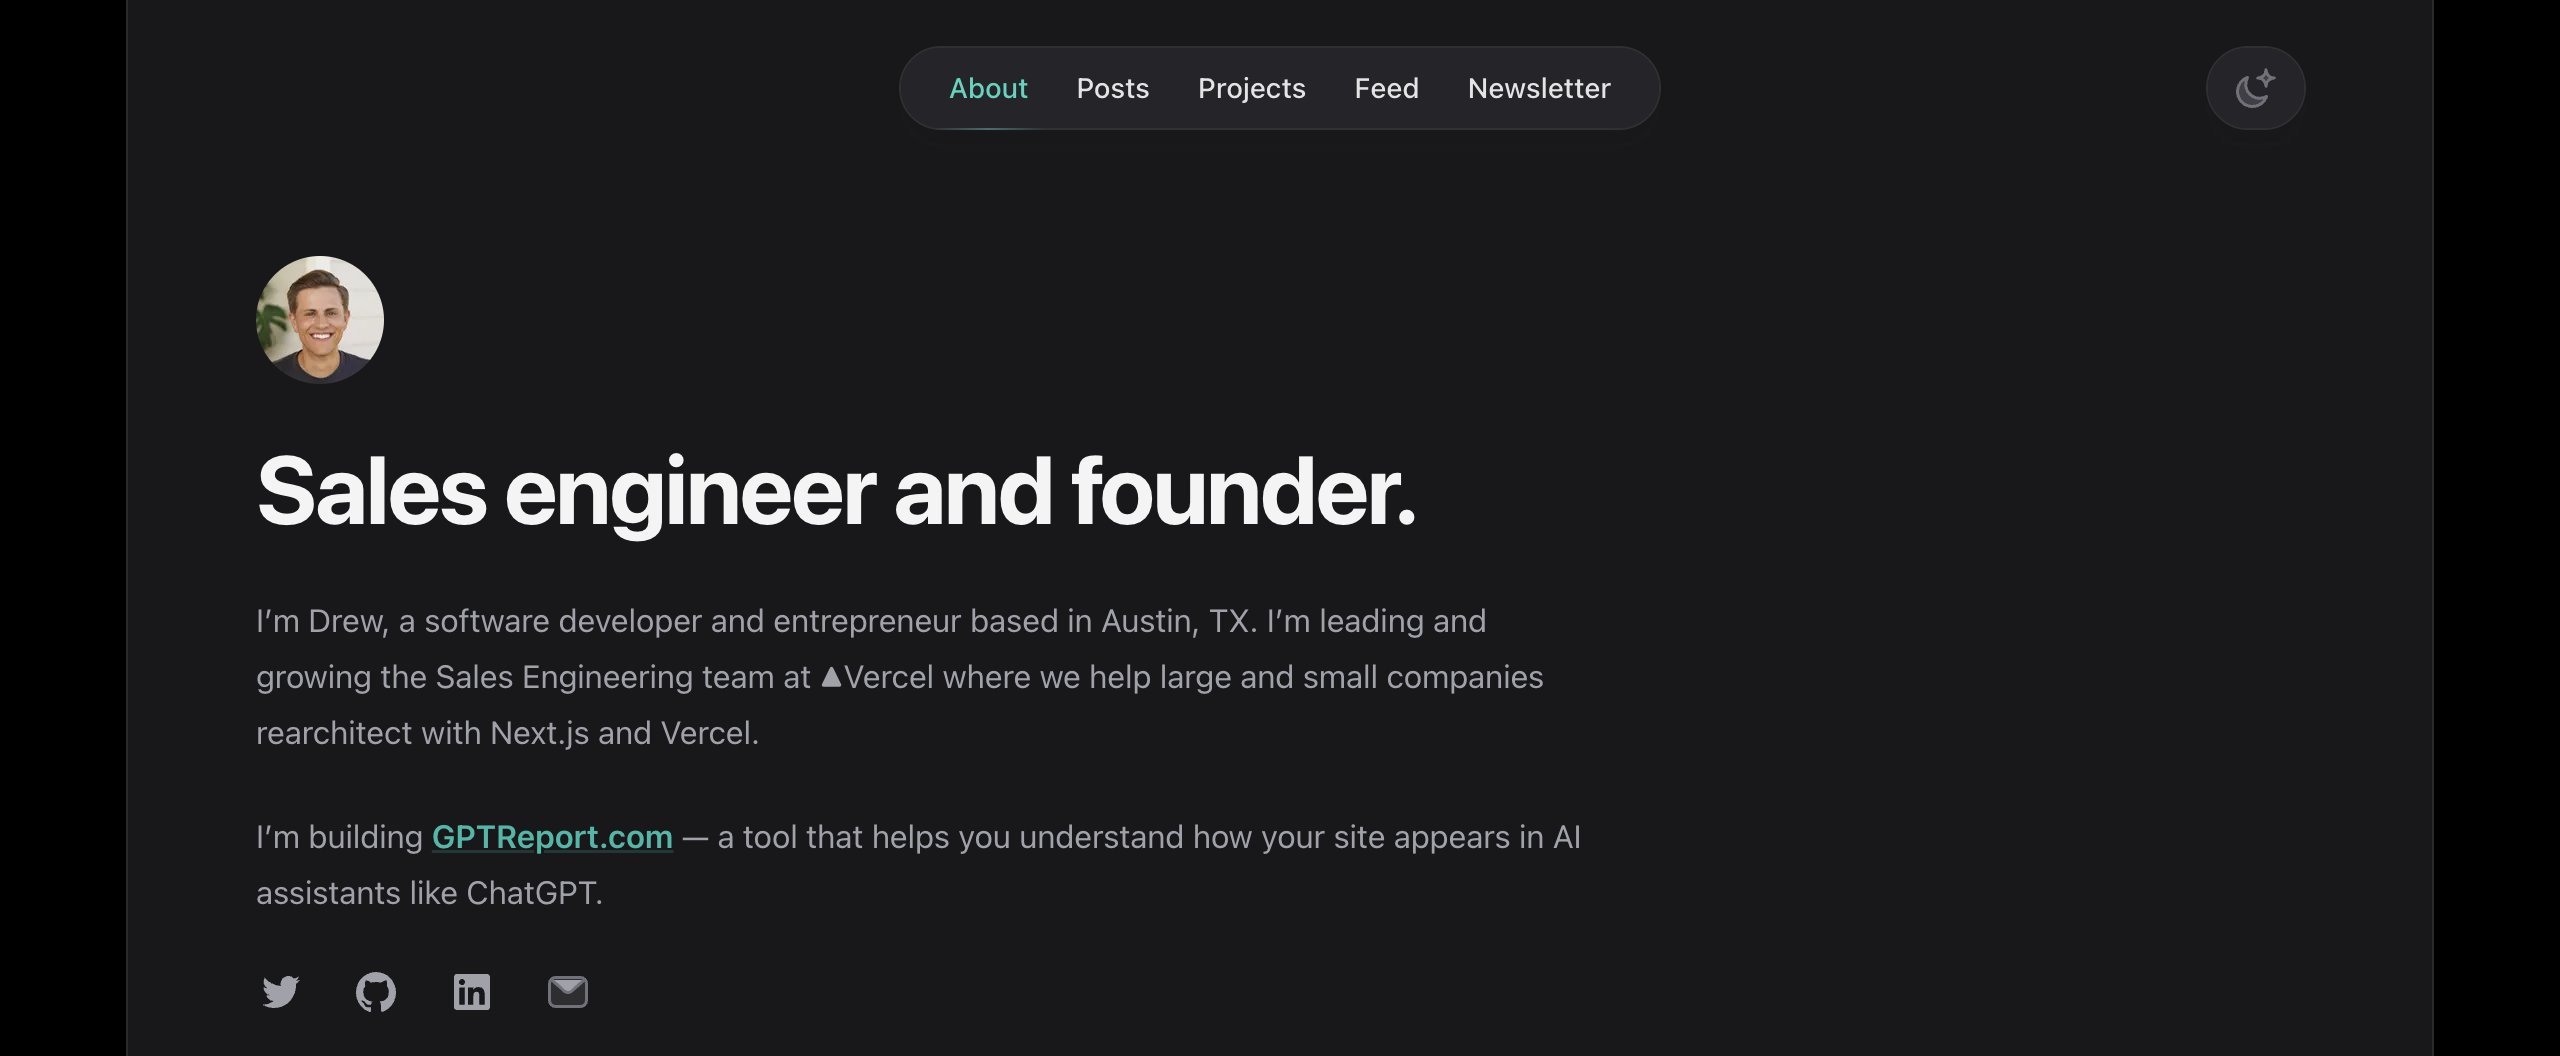 About Posts Projects Feed Newsletter
Sales engineer and founder.
I’m Drew, a software developer and entrepreneur based in Austin, TX. I’m leading and
growing the Sales Engineering team at ▲Vercel where we help large and small companies
rearchitect with Next.js and Vercel.
I’m building GPTReport.com — a tool that helps you understand how your site appears in AI
assistants like ChatGPT.
in